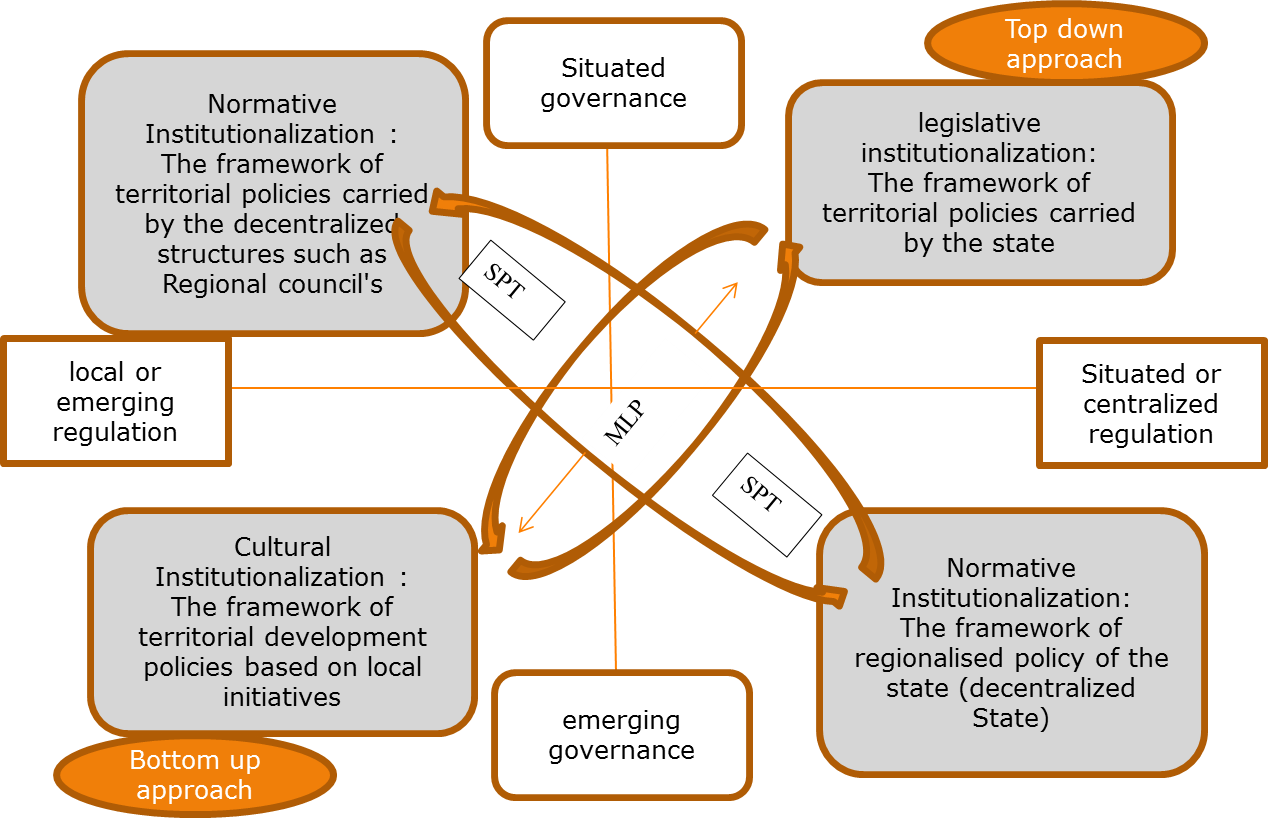 Top down
approach
Situated
governance
Normative
Institutionalization :
The framework of
territorial policies carried
by the decentralized
structures such as
Regional council's
legislative
institutionalization:
The framework of
territorial policies carried
by the state
SPT
local or
emerging
regulation
Situated or
centralized
regulation
MLP
SPT
Cultural
Institutionalization :
The framework of
territorial development
policies based on local
initiatives
Normative
Institutionalization:
The framework of
regionalised policy of the
state (decentralized
State)
emerging
governance
Bottom up
approach